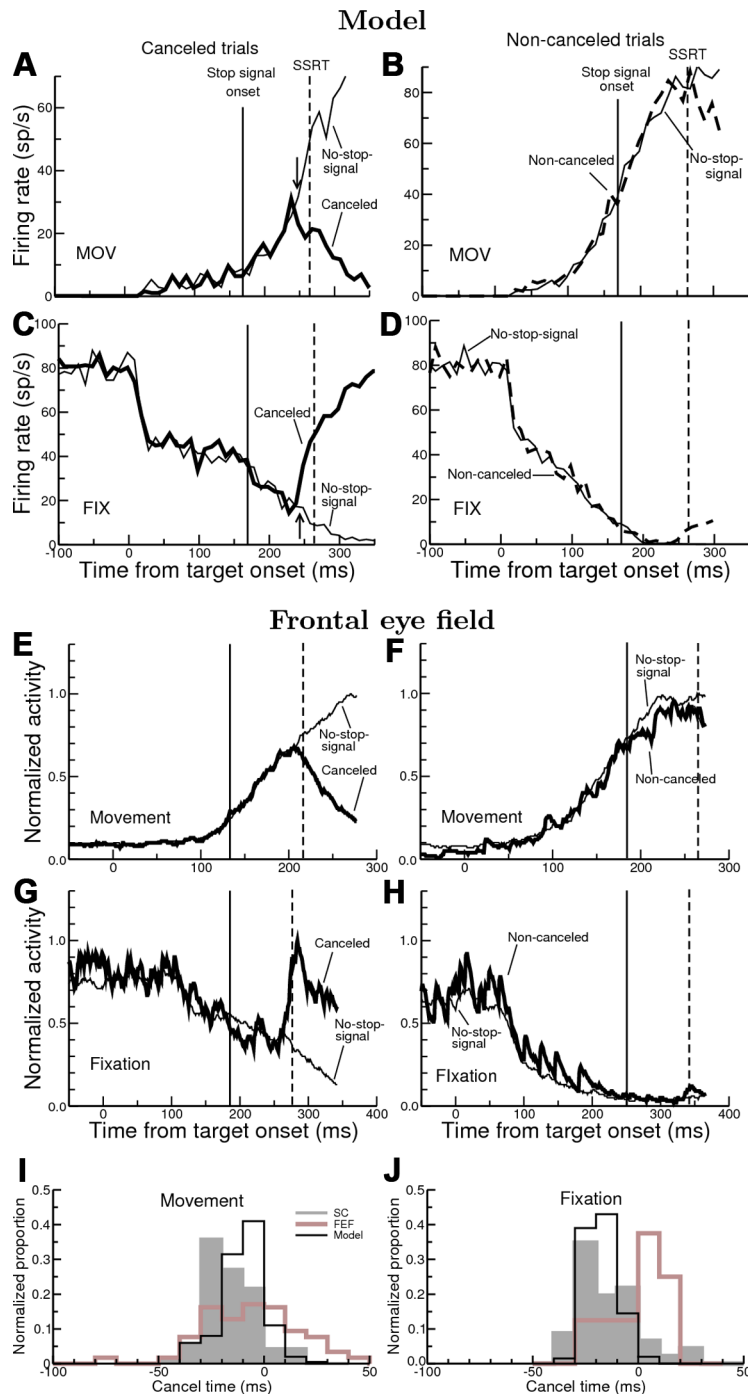 Model
Canceled trials
Non-canceled trials
A
Stop signal
onset
SSRT
No-stop-
signal
Canceled
MOV
Firing rate (sp/s)
60
40
20
0
B
Stop signal
onset
SSRT
Non-canceled
No-stop-
signal
MOV
80
60
40
20
0
C
Canceled
No-stop-
signal
FIX
Firing rate (sp/s)
100
80
60
40
20
0
-100
0
100
200
300
Time from target onset (ms)
D
No-stop-signal
Non-canceled
FIX
100
80
60
40
20
0
-100
0
100
200
300
Time from target onset (ms)
Frontal eye field
E
No-stop-
signal
Canceled
Movement
Normalized activity
1.0
0.5
0.0
0
100
200
300
F
No-stop-
signal
Non-canceled
Movement
1.0
0.5
0.0
0
100
200
300
G
Canceled
No-stop-
signal
Fixation
Normalized activity
1.0
0.5
0.0
0
100
200
300
400
Time from target onset (ms)
H
Non-canceled
No-stop-
signal
FIxation
1.0
0.5
0.0
0
100
200
300
400
Time from target onset (ms)
I
Movement
SC
FEF
Model
Normalized proportion
0.5
0.4
0.3
0.2
0.1
0.0
-100
-50
0
50
Cancel time (ms)
J
Fixation
Normalized proportion
0.5
0.4
0.3
0.2
0.1
0.0
-100
-50
0
50
Cancel time (ms)